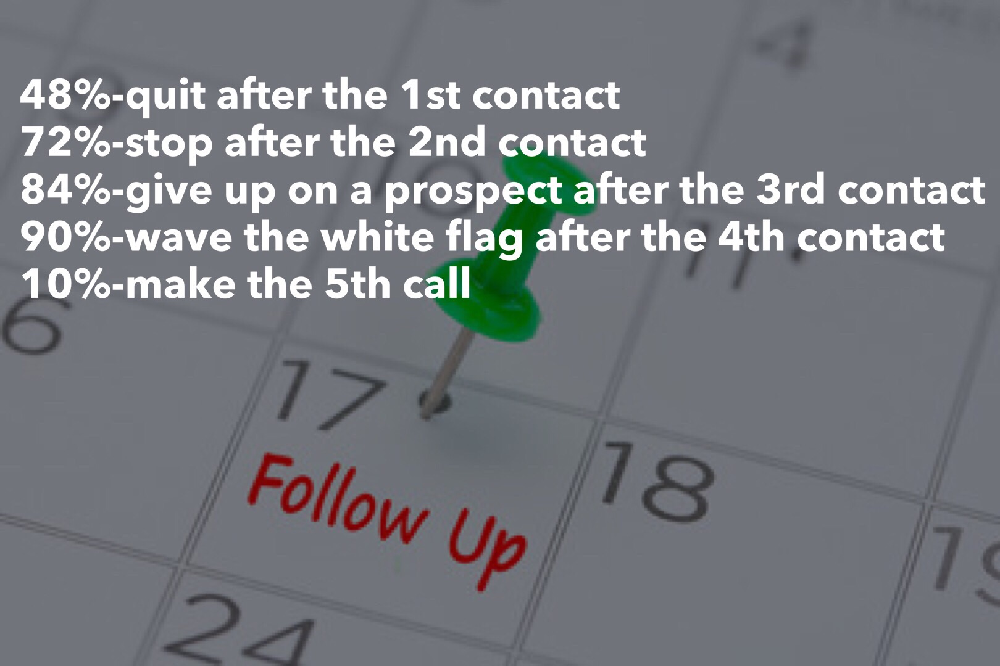 48%-quit after the 1st contact
72%-stop after the 2nd contact
84%-give up on a prospect after the 3rd contact
90%-wave the white flag after the 4th contact
10%-make the 5th call
4
9
10
11
6
17
Follow Up
18
19
24